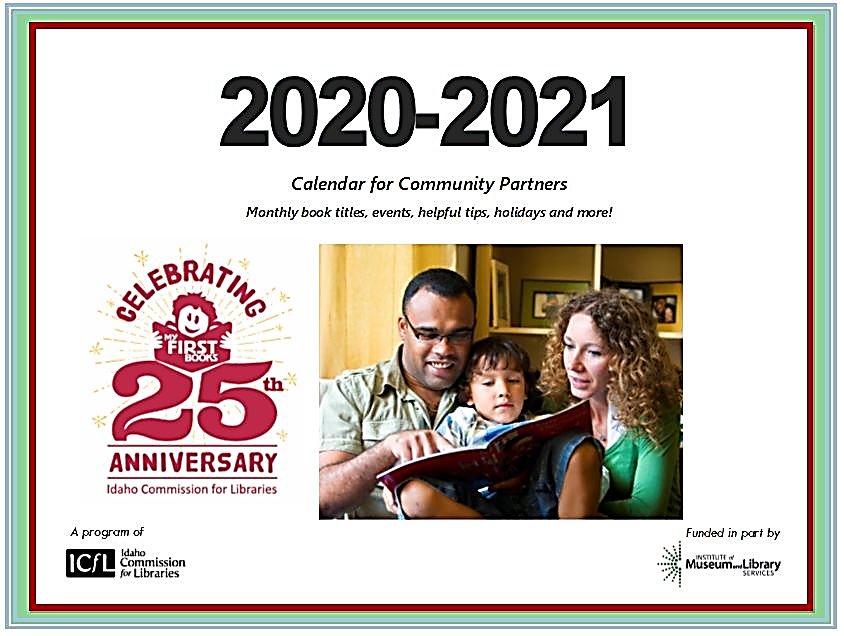 2020-2021
Calendar for Community Partners
Monthly book titles, events, helpful tips, holidays and more!
CELEBRATING
MY
FIRST
BOOKS
25th
ANNIVERSARY
Idaho Commission for Libraries
A program of
ICfL
Idaho
Commission
for Libraries
Funded in part by
INSTITUTE of
Museum and Library
SERVICES